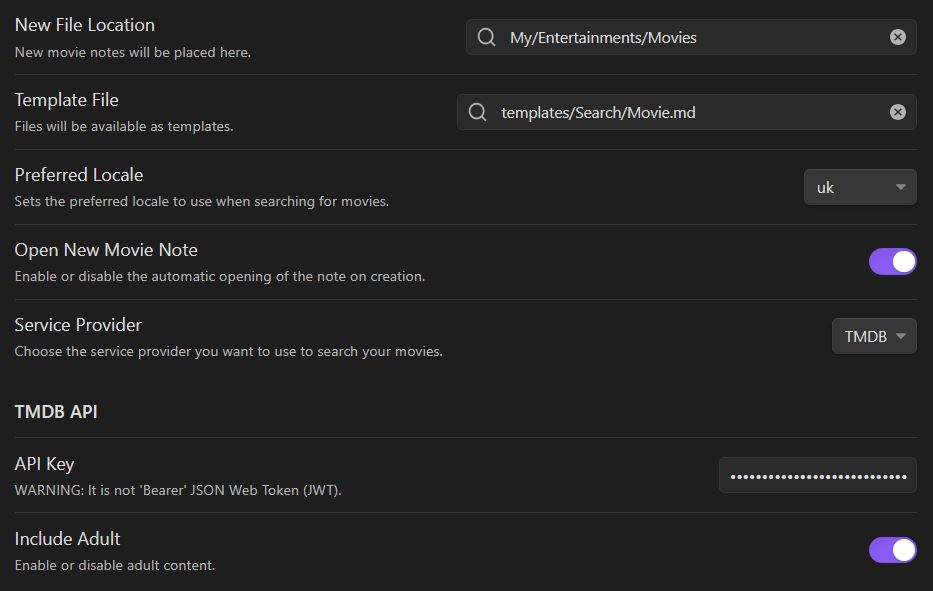 New File Location
New movie notes will be placed here.
My/Entertainments/Movies
Template File
Files will be available as templates.
templates/Search/Movie.md
Preferred Locale
Sets the preferred locale to use when searching for movies.
uk
Open New Movie Note
Enable or disable the automatic opening of the note on creation.
Service Provider
Choose the service provider you want to use to search your movies.
TMDB
TMDB API
API Key
WARNING: It is not 'Bearer' JSON Web Token (JWT).
Include Adult
Enable or disable adult content.